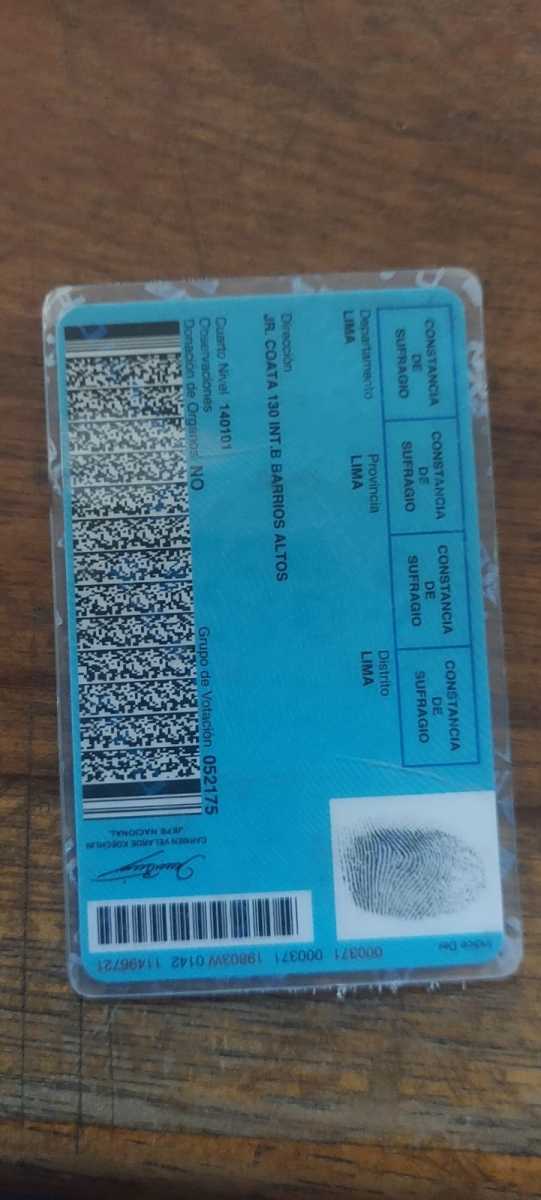 CONSTANCIA
DE
SUFRAGIO
CONSTANCIA
DE
SUFRAGIO
CONSTANCIA
DE
SUFRAGIO
CONSTANCIA
DE
SUFRAGIO
Departamento
LIMA
Provincia
LIMA
Distrito
LIMA
Dirección
JR. COATA 130 INT.B BARRIOS ALTOS
Cuarto Nivel 140101
Observaciones
Donación de Organos NO
Grupo de Votación 052175
Indice Der
CARMEN VELARDE KOECHLIN
JEFE NACIONAL
000371 000371 19803W 0142 11496721